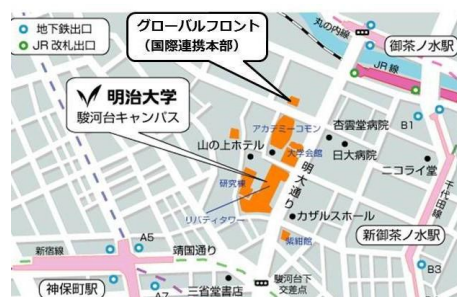 地下鉄出口
JR 改札出口
グローバルフロント
（国際連携本部）
丸の内線
御茶ノ水駅
JR 線
明治大学
駿河台キャンパス
アカデミーコモン
杏雲堂病院
B1
山の上ホテル
大学会館
日大病院
ニコライ堂
研究棟
明大通り
千代田線
リバティタワー
カザルスホール
新御茶ノ水駅
新宿線
A5
靖国通り
紫紺館
B3
神保町駅
A7
三省堂書店
駿河台下
交差点